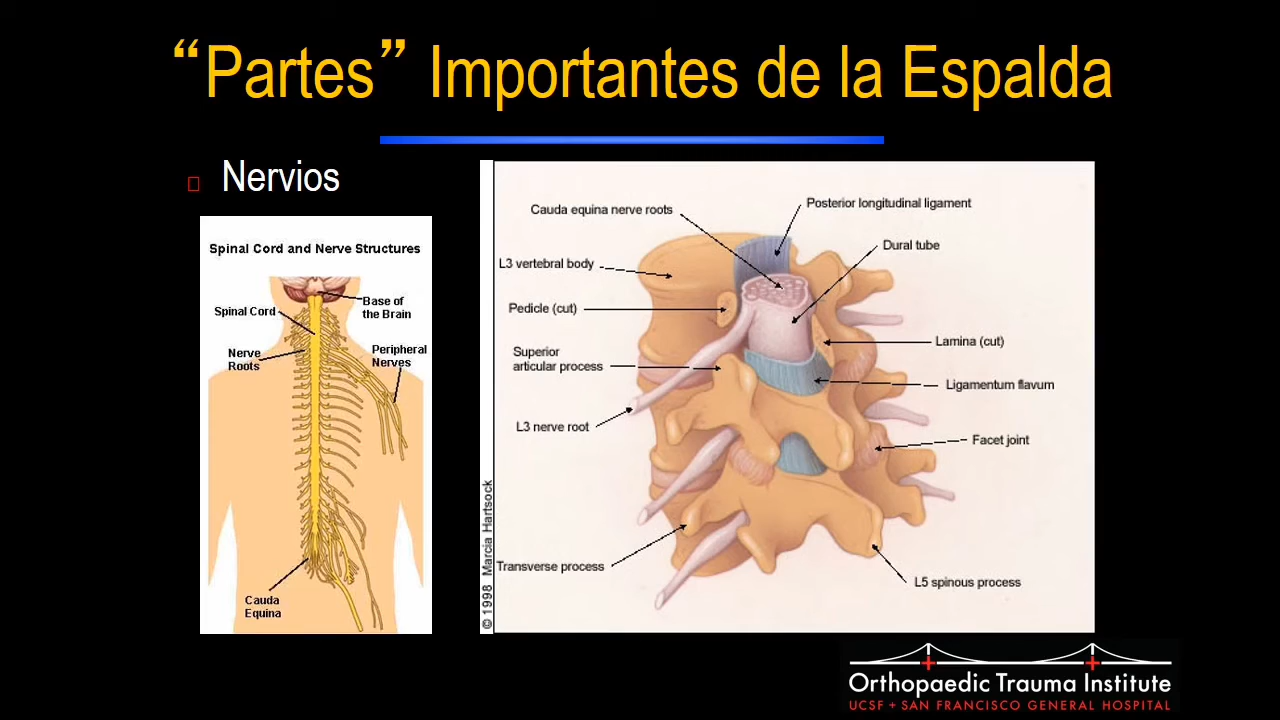 “Partes” Importantes de la Espalda
Nervios
Spinal Cord and Nerve Structures
Base of
the Brain
Spinal Cord
Nerve
Roots
Peripheral
Nerves
Cauda
Equina
Cauda equina nerve roots
Posterior longitudinal ligament
Dural tube
L3 vertebral body
Pedicle (cut)
Lamina (cut)
Superior
articular process
Ligamentum flavum
L3 nerve root
Facet joint
Transverse process
L5 spinous process
© 1998 Marcia Hartsock
Orthopaedic Trauma Institute
UCSF + SAN FRANCISCO GENERAL HOSPITAL